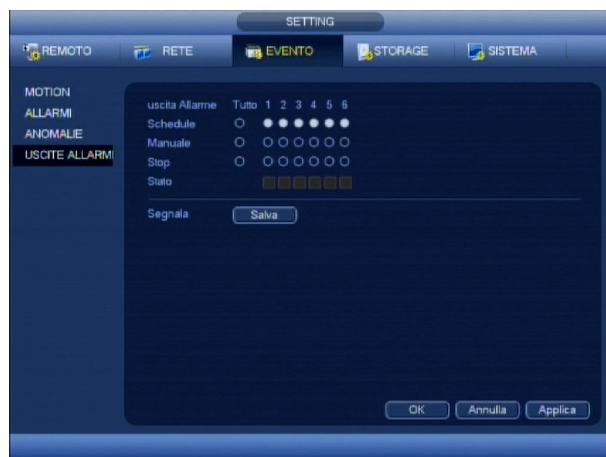 SETTING
REMOTO RETE EVENTO STORAGE SISTEMA
MOTION
ALLARMI
ANOMALIE
USCITE ALLARMI
uscita Allarme Tutto 1 2 3 4 5 6
Schedule
Manuale
Stop
Stato
Segnala Salva
OK Annulla Applica